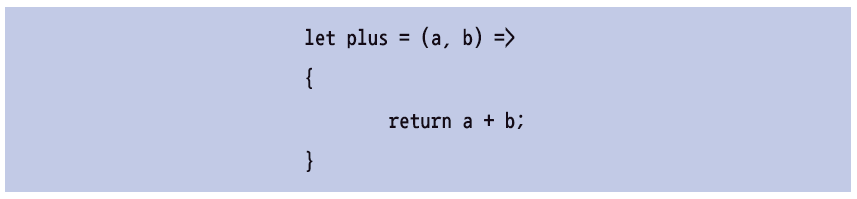 let plus = (a, b) =>
{
return a + b;
}